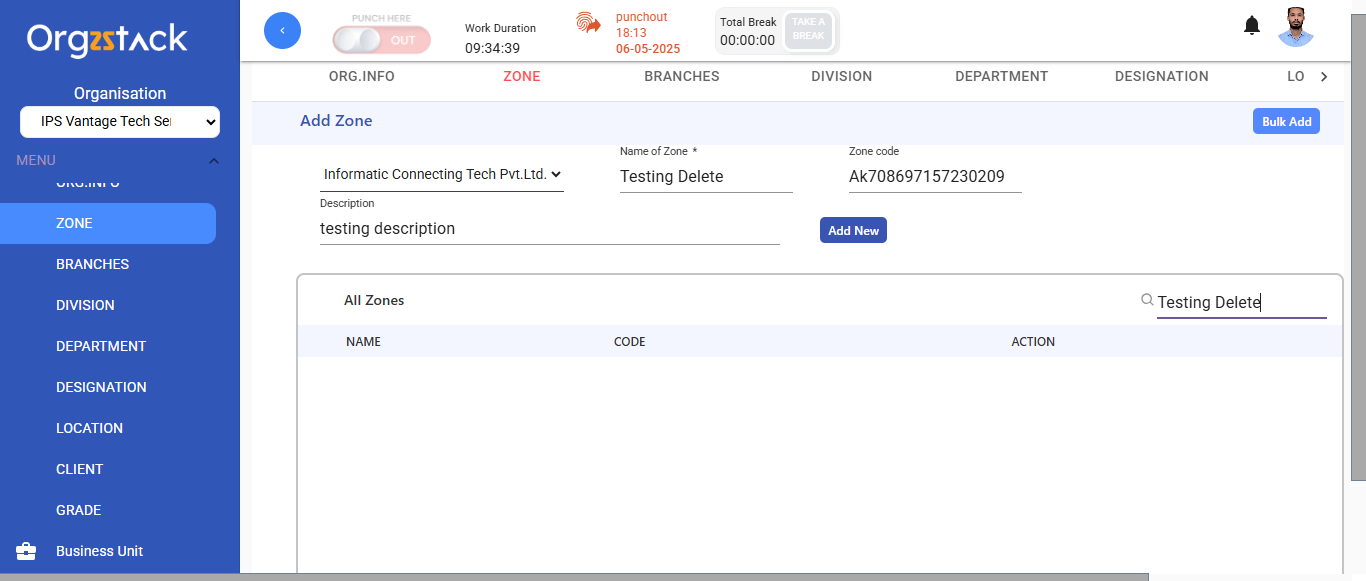 Orgzstack
Organisation
IPS Vantage Tech Ser
MENU
ORG.INFO
ZONE
BRANCHES
DIVISION
DEPARTMENT
DESIGNATION
LOCATION
CLIENT
GRADE
Business Unit
PUNCH HERE
OUT
Work Duration
09:34:39
punchout
18:13
06-05-2025
Total Break
00:00:00
TAKE A
BREAK
ORG.INFO ZONE BRANCHES DIVISION DEPARTMENT DESIGNATION LO
Add Zone
Bulk Add
Name of Zone *
Zone code
Informatic Connecting Tech Pvt.Ltd.
Testing Delete
Ak708697157230209
Description
testing description
Add New
All Zones
Testing Delete
NAME CODE ACTION